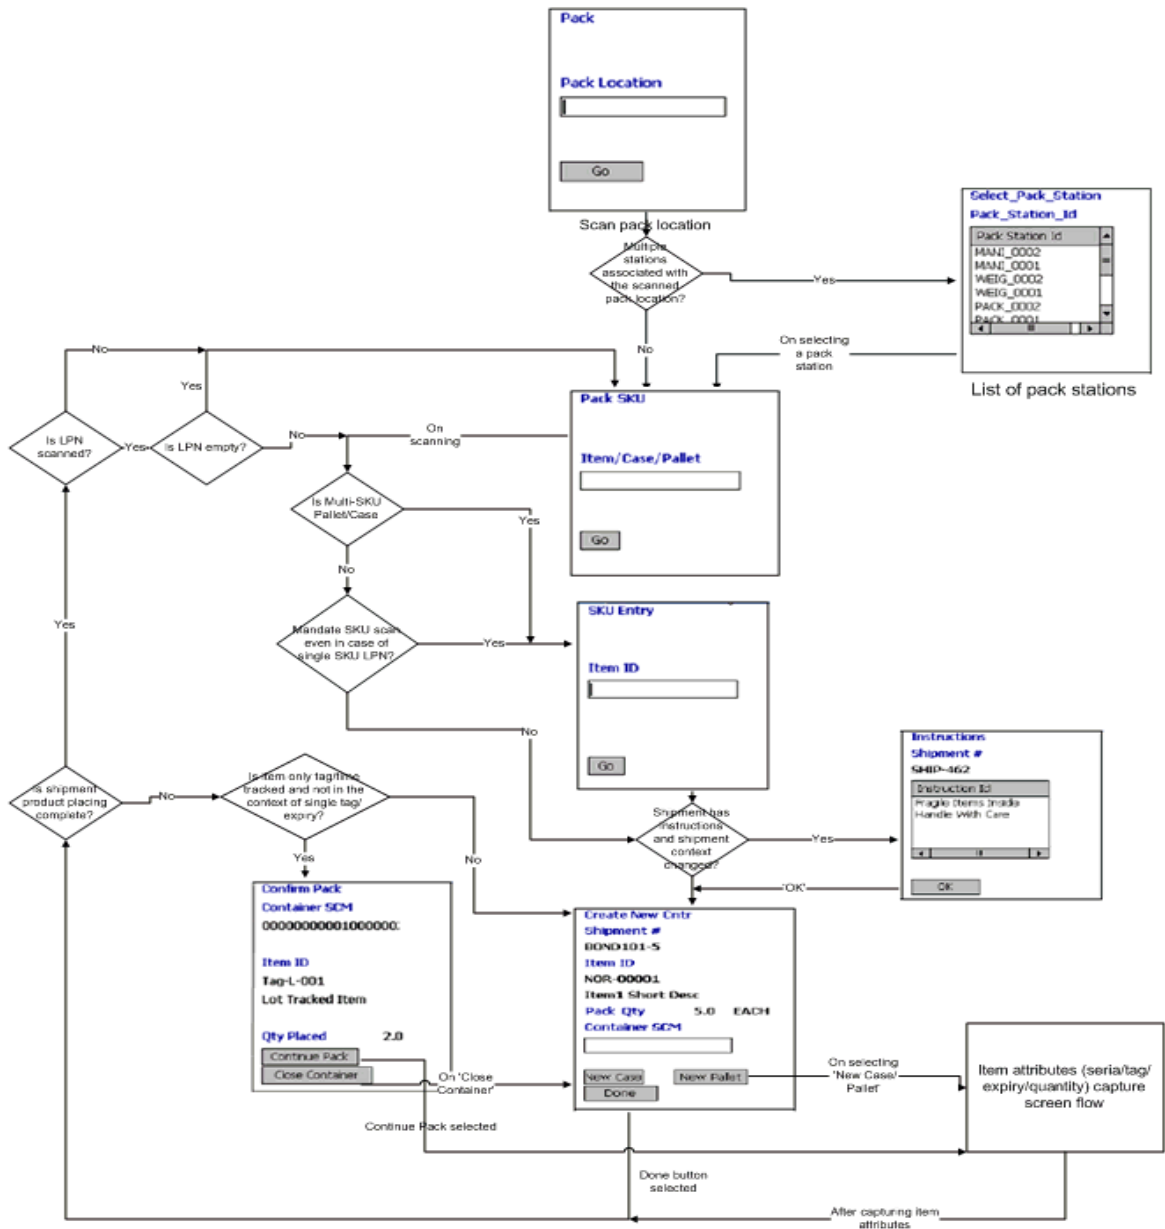 Pack
Pack Location
Go
Scan pack location
Multiple
stations
associated with
the scanned
pack location?
Yes
No
Select_Pack_Station
Pack_Station_Id
Pack Station Id
MANI_0002
MANI_0001
WEIG_0002
WEIG_0001
PACK_0002
PACK_0001
List of pack stations
On selecting
a pack
station
No
Yes
Is LPN
scanned?
Yes
Is LPN empty?
No
On
scanning
Pack SKU
Item/Case/Pallet
Go
Is Multi-SKU
Pallet/Case
Yes
No
Mandate SKU scan
even in case of
single SKU LPN?
Yes
No
SKU Entry
Item ID
Go
Yes
Is shipment
product placing
complete?
No
Is item only tag/time
tracked and not in the
context of single tag/
expiry?
Yes
No
Shipment has
instructions
and shipment
context
changed?
Yes
Instructions
Shipment #
SHIP-462
Instruction Id
Fragile Items Inside
Handle With Care
OK
'OK'
Confirm Pack
Container SCM
Item ID
Tag-L-001
Lot Tracked Item
Qty Placed 2.0
Continue Pack
Close Container
On 'Close
Container'
Create New Cntr
Shipment #
BOND101-5
Item ID
NOR-00001
Item1 Short Desc
Pack Qty 5.0 EACH
Container SCM
New Case New Pallet
Done
On selecting
'New Case/
Pallet'
Item attributes (seria/tag/
expiry/quantity) capture
screen flow
Continue Pack selected
Done button
selected
After capturing item
attributes